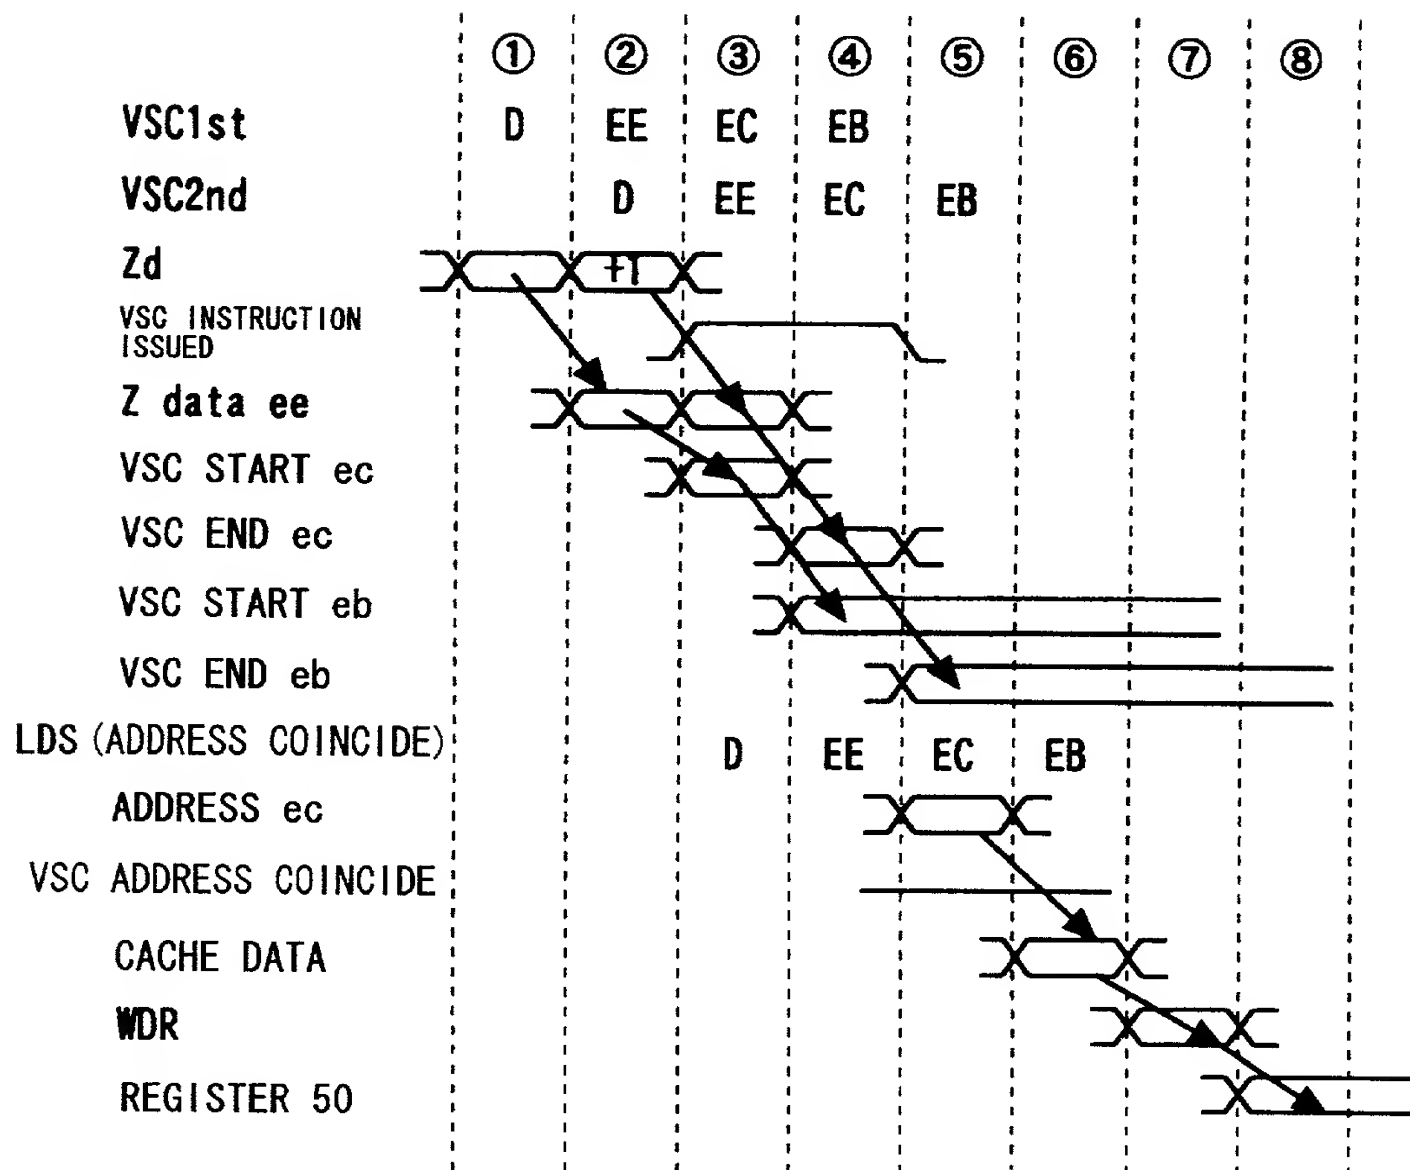 ① ② ③ ④ ⑤ ⑥ ⑦ ⑧
VSC1st D EE EC EB
VSC2nd D EE EC EB
Zd +1
VSC INSTRUCTION
ISSUED
Z data ee
VSC START ec
VSC END ec
VSC START eb
VSC END eb
LDS (ADDRESS COINCIDE) D EE EC EB
ADDRESS ec
VSC ADDRESS COINCIDE
CACHE DATA
WDR
REGISTER 50